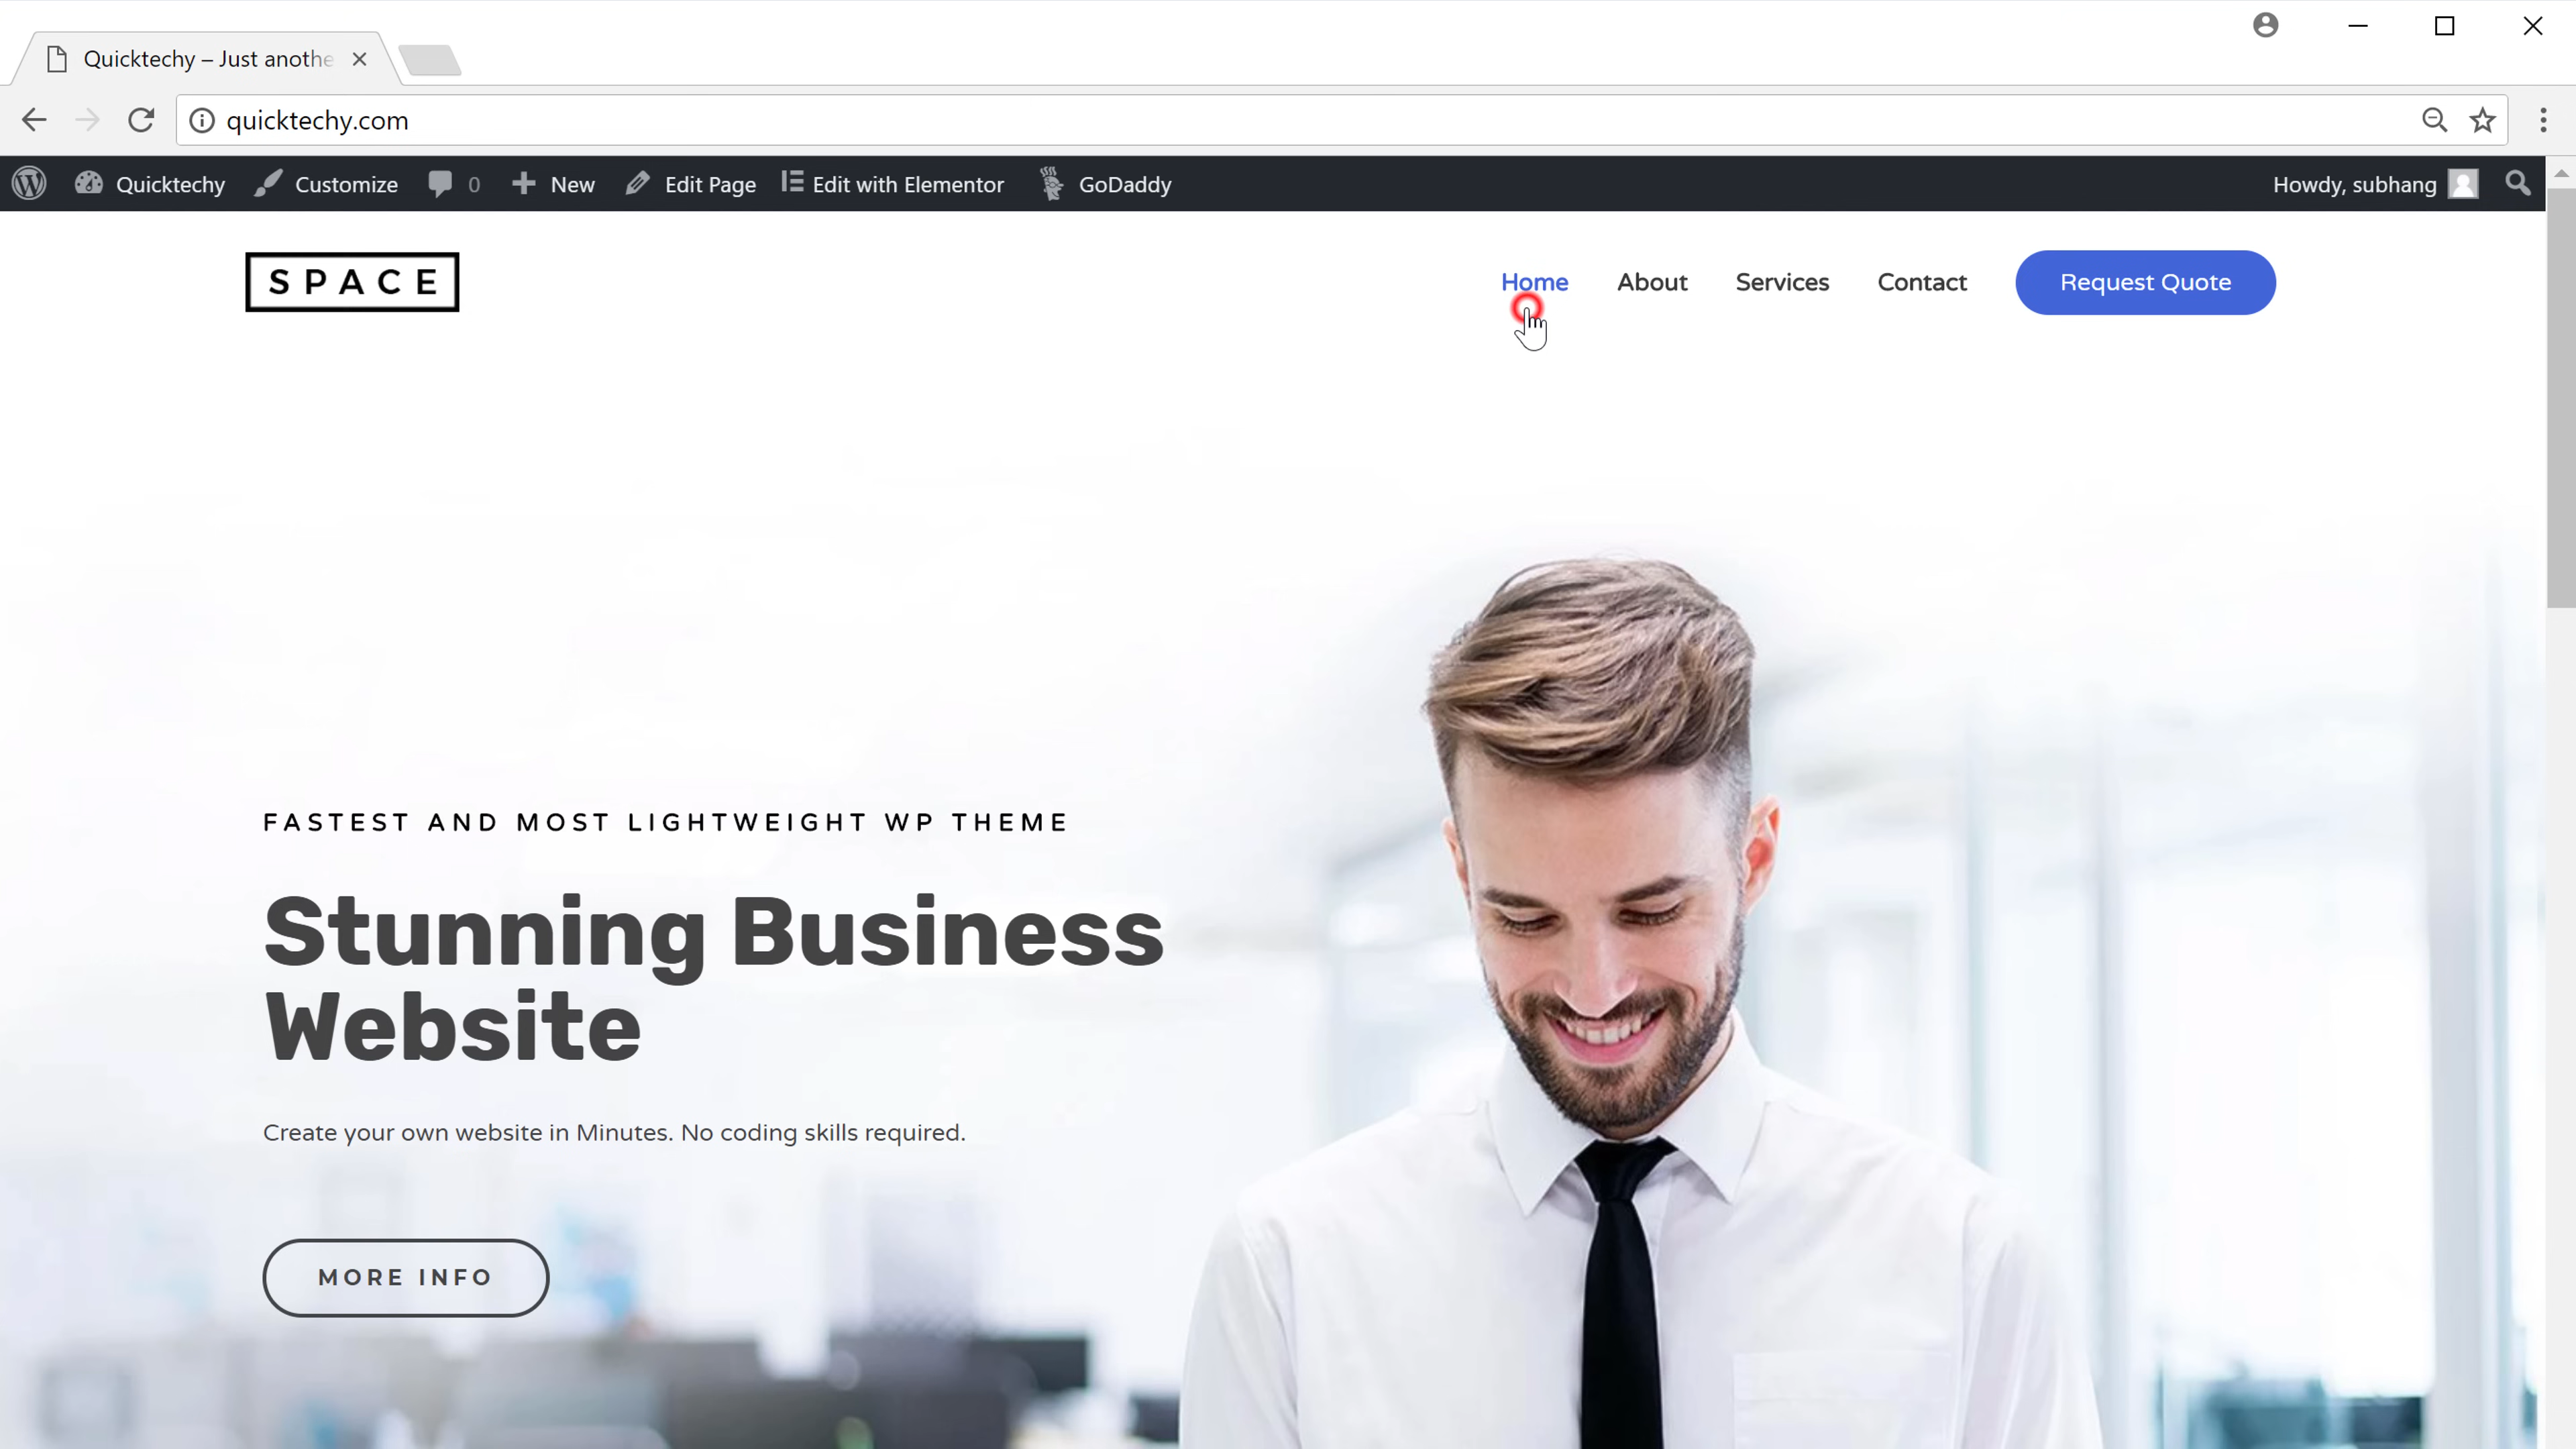 Quicktechy – Just anothe
quicktechy.com
Quicktechy Customize 0 New Edit Page Edit with Elementor GoDaddy Howdy, subhang
SPACE
Home About Services Contact Request Quote
FASTEST AND MOST LIGHTWEIGHT WP THEME
Stunning Business
Website
Create your own website in Minutes. No coding skills required.
MORE INFO